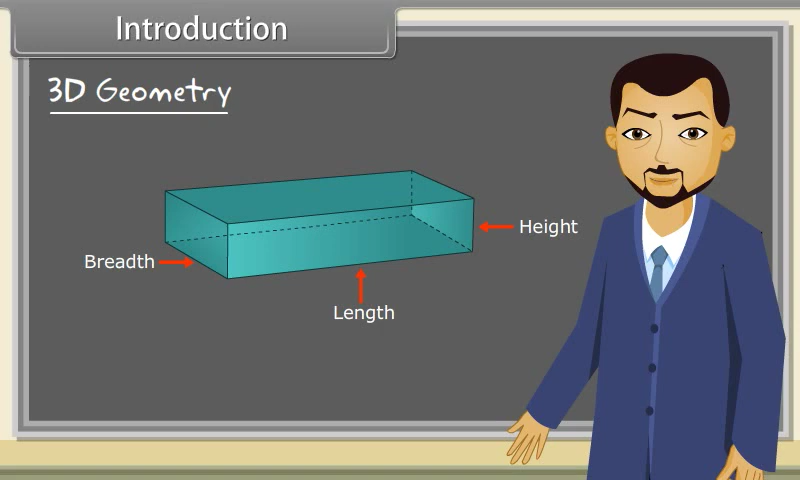 Introduction
3D Geometry
Height
Breadth
Length